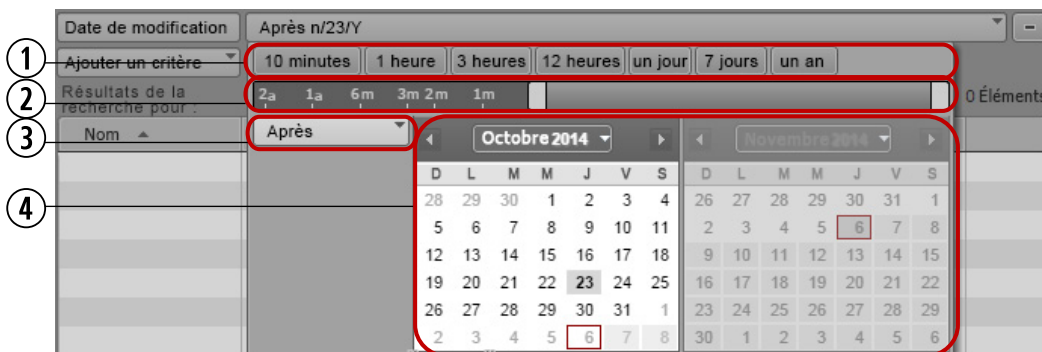 Date de modification Après n/23/Y –
1 Ajouter un critère 10 minutes 1 heure 3 heures 12 heures un jour 7 jours un an
2 Résultats de la recherche pour : 2a 1a 6m 3m 2m 1m 0 Éléments
3 Nom Après Octobre 2014 Novembre 2014
D L M M J V S D L M M J V S
4 28 29 30 1 2 3 4 26 27 28 29 30 31 1
5 6 7 8 9 10 11 2 3 4 5 6 7 8
12 13 14 15 16 17 18 9 10 11 12 13 14 15
19 20 21 22 23 24 25 16 17 18 19 20 21 22
26 27 28 29 30 31 1 23 24 25 26 27 28 29
2 3 4 5 6 7 8 30 1 2 3 4 5 6